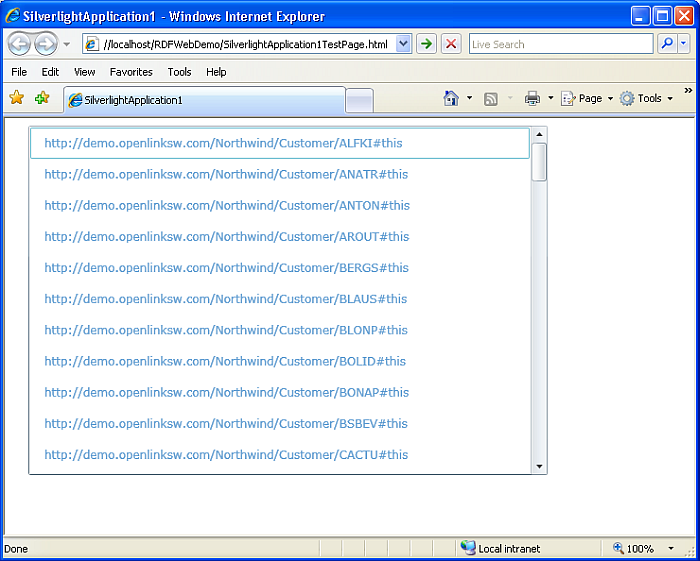 SilverlightApplication1 - Windows Internet Explorer
//localhost/RDFWebDemo/SilverlightApplication1TestPage.html
Live Search
File Edit View Favorites Tools Help
SilverlightApplication1
Page Tools
http://demo.openlinksw.com/Northwind/Customer/ALFKI#this
http://demo.openlinksw.com/Northwind/Customer/ANATR#this
http://demo.openlinksw.com/Northwind/Customer/ANTON#this
http://demo.openlinksw.com/Northwind/Customer/AROUT#this
http://demo.openlinksw.com/Northwind/Customer/BERGS#this
http://demo.openlinksw.com/Northwind/Customer/BLAUS#this
http://demo.openlinksw.com/Northwind/Customer/BLONP#this
http://demo.openlinksw.com/Northwind/Customer/BOLID#this
http://demo.openlinksw.com/Northwind/Customer/BONAP#this
http://demo.openlinksw.com/Northwind/Customer/BSBEV#this
http://demo.openlinksw.com/Northwind/Customer/CACTU#this
Done
Local intranet
100%